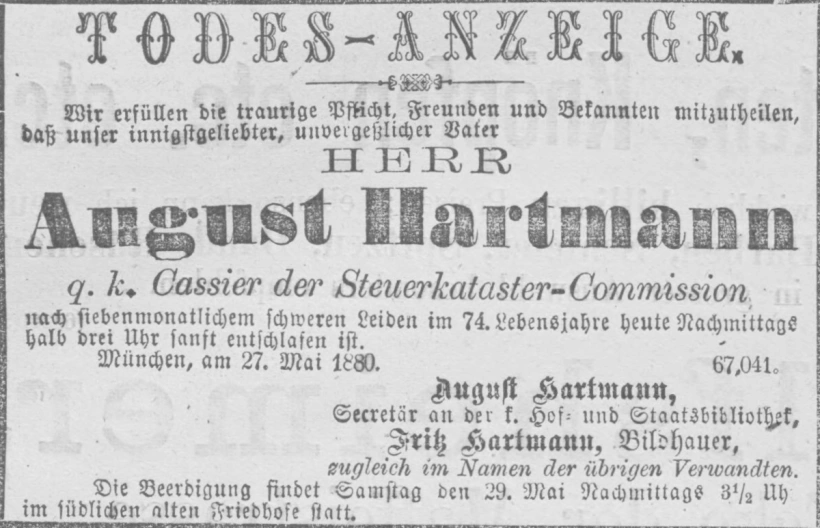 TODES-ANZEIGE.
Wir erfüllen die traurige Pflicht, Freunden und Bekannten mitzutheilen,
daß unser innigstgeliebter, unvergeßlicher Vater
HERR
August Hartmann
q. k. Cassier der Steuerkataster-Commission
nach siebenmonatlichem schweren Leiden im 74. Lebensjahre heute Nachmittags
halb drei Uhr sanft entschlafen ist.
München, am 27. Mai 1880. 67,041.
August Hartmann,
Secretär an der k. Hof- und Staatsbibliothek,
Fritz Hartmann, Bildhauer,
zugleich im Namen der übrigen Verwandten.
Die Beerdigung findet Samstag den 29. Mai Nachmittags 3½ Uh
im südlichen alten Friedhofe statt.